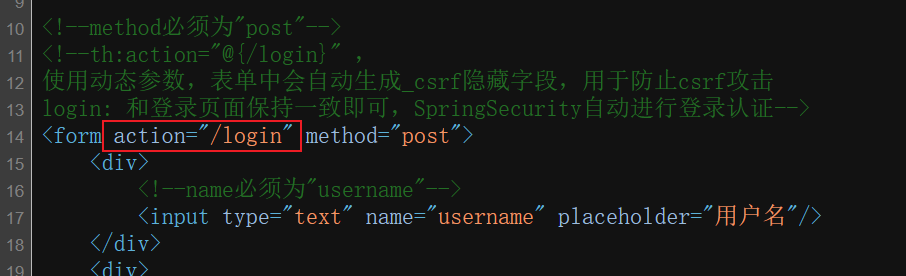 9
10 <!--method必须为"post"-->
11 <!--th:action="@{/login}" ，
12 使用动态参数，表单中会自动生成_csrf隐藏字段，用于防止csrf攻击
13 login: 和登录页面保持一致即可，SpringSecurity自动进行登录认证-->
14 <form action="/login" method="post">
15 <div>
16 <!--name必须为"username"-->
17 <input type="text" name="username" placeholder="用户名"/>
18 </div>
19 <div>